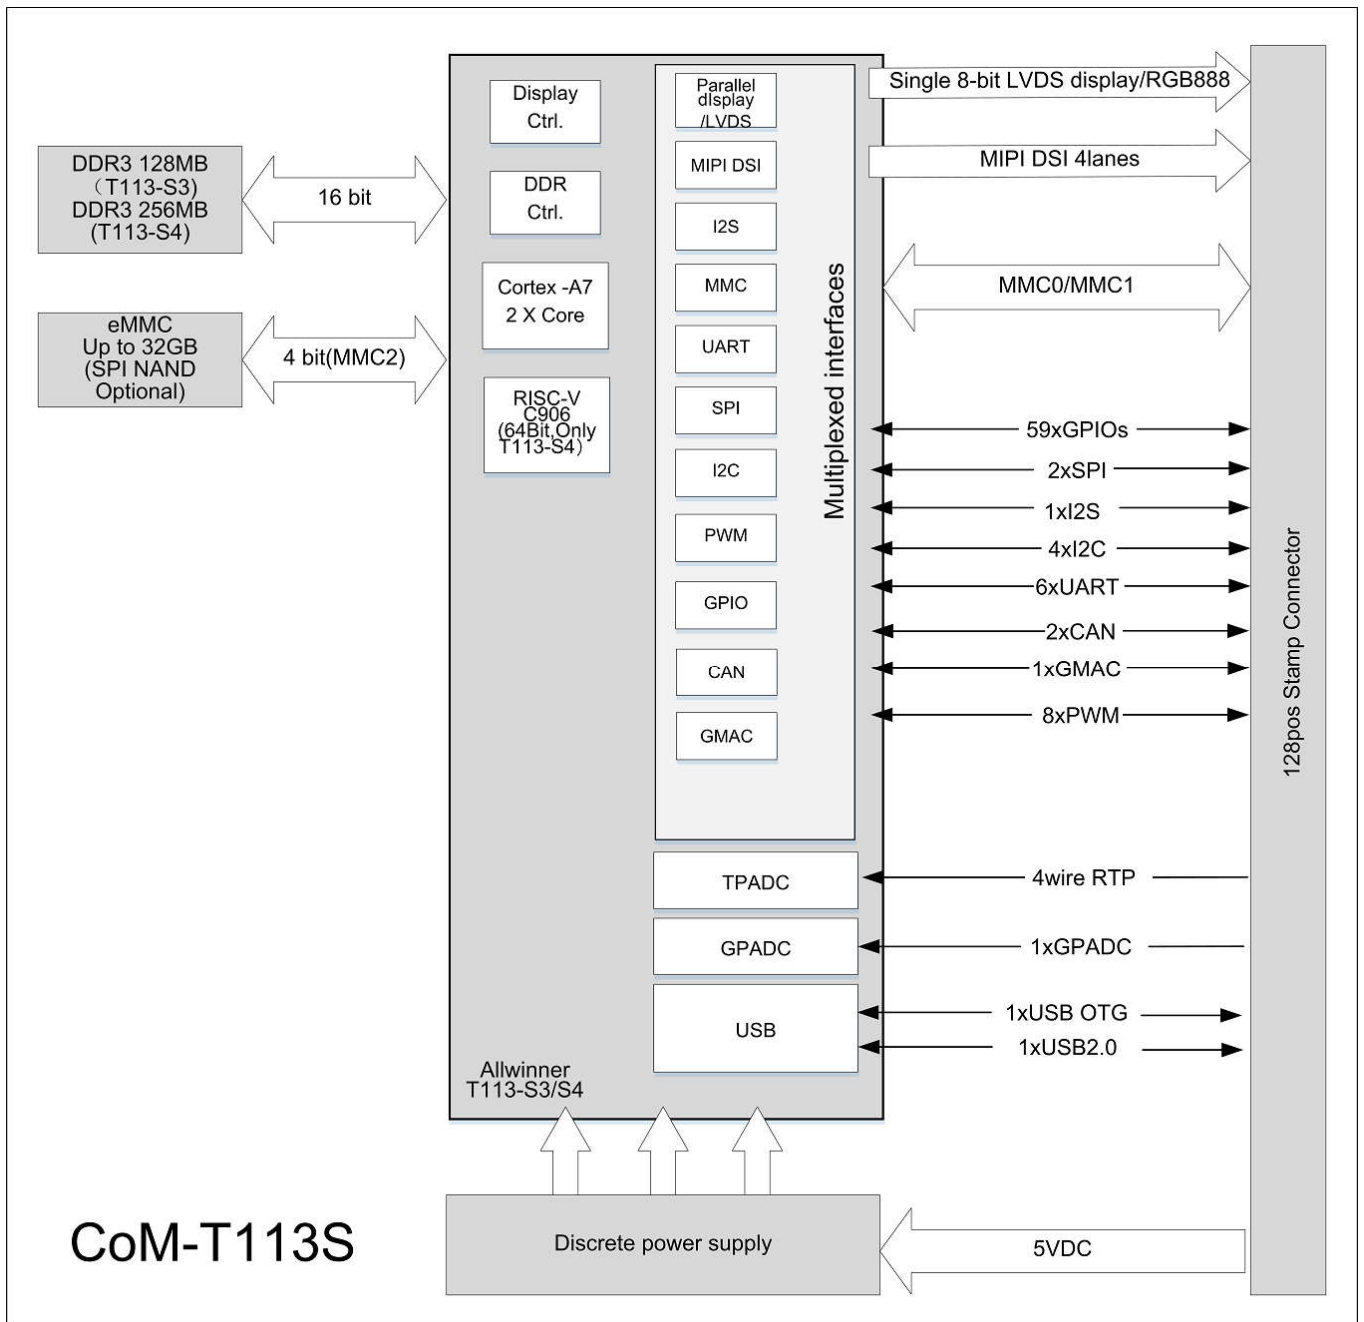 Display
Ctrl.
DDR
Ctrl.
Cortex -A7
2 X Core
RISC-V
C906
(64Bit,Only
T113-S4）
DDR3 128MB
（T113-S3)
DDR3 256MB
(T113-S4)
16 bit
eMMC
Up to 32GB
(SPI NAND
Optional)
4 bit(MMC2)
Parallel
dIsplay
/LVDS
MIPI DSI
I2S
MMC
UART
SPI
I2C
PWM
GPIO
CAN
GMAC
Multiplexed interfaces
TPADC
GPADC
USB
Allwinner
T113-S3/S4
Single 8-bit LVDS display/RGB888
MIPI DSI 4lanes
MMC0/MMC1
59xGPIOs
2xSPI
1xI2S
4xI2C
6xUART
2xCAN
1xGMAC
8xPWM
4wire RTP
1xGPADC
1xUSB OTG
1xUSB2.0
128pos Stamp Connector
Discrete power supply
5VDC
CoM-T113S